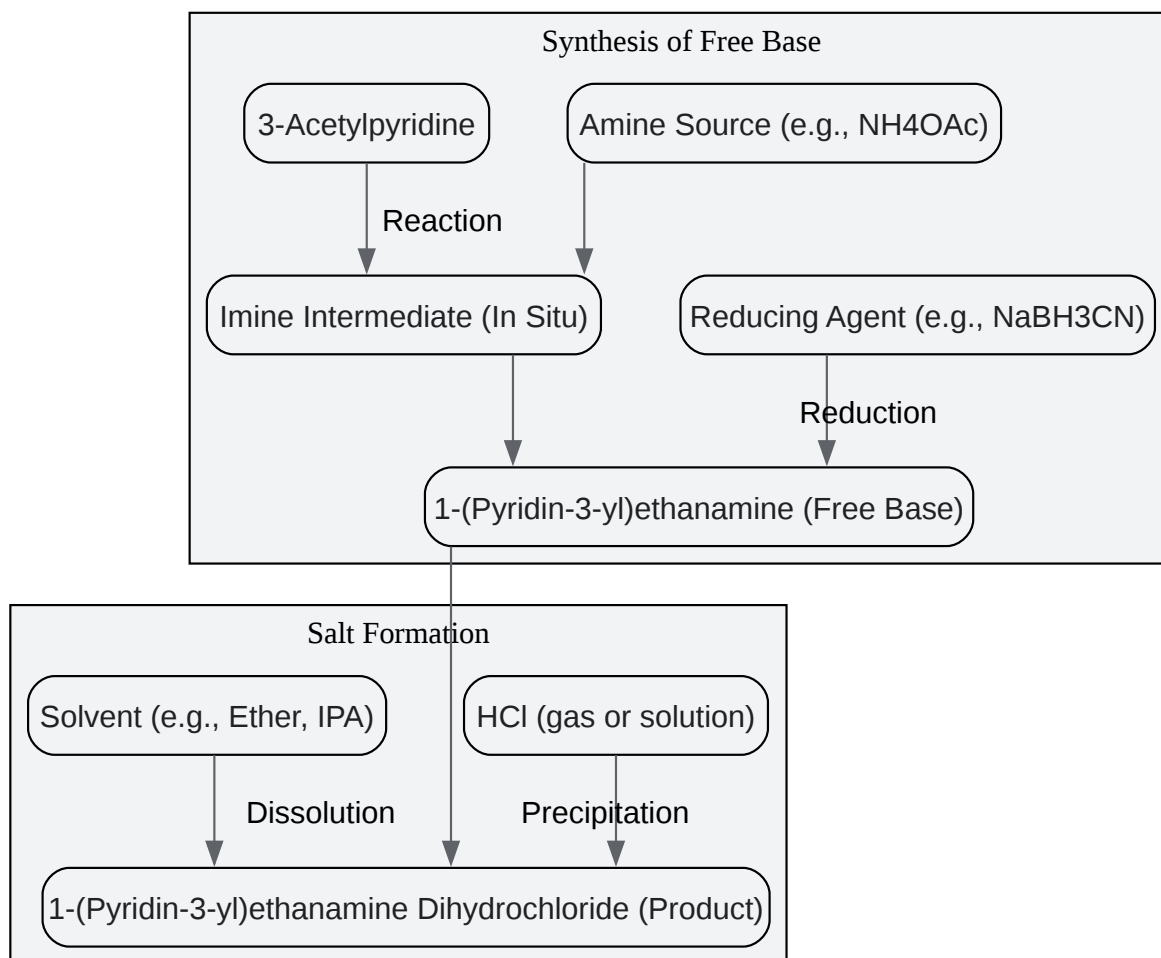 Synthesis of Free Base
3-Acetylpyridine
Amine Source (e.g., NH4OAc)
Reaction
Imine Intermediate (In Situ)
Reducing Agent (e.g., NaBH3CN)
Reduction
1-(Pyridin-3-yl)ethanamine (Free Base)
Salt Formation
Solvent (e.g., Ether, IPA)
HCl (gas or solution)
Dissolution
Precipitation
1-(Pyridin-3-yl)ethanamine Dihydrochloride (Product)